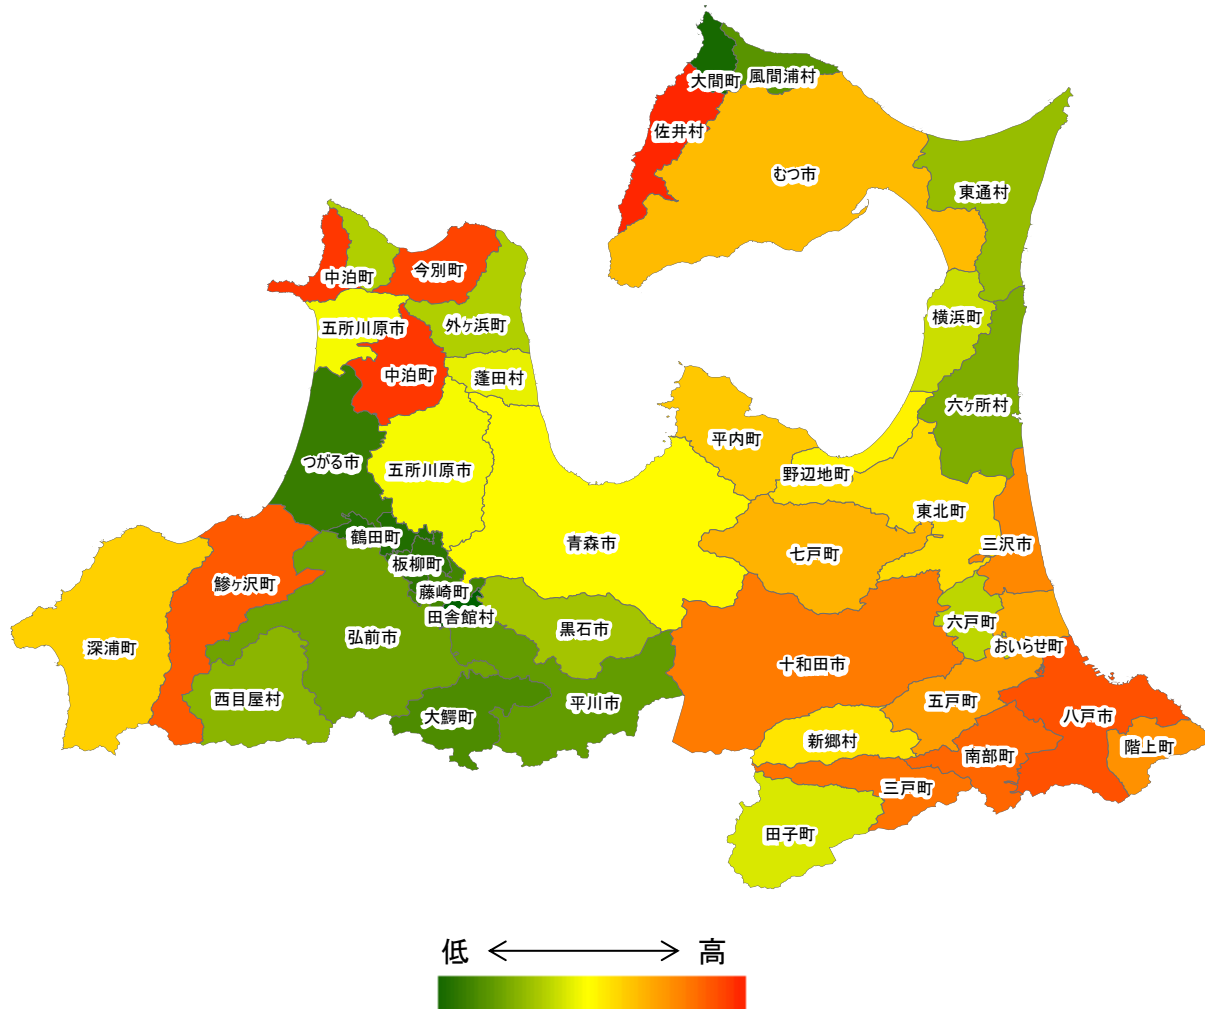 大間町
風間浦村
佐井村
むつ市
東通村
中泊町
今別町
五所川原市
外ヶ浜町
横浜町
中泊町
蓬田村
六ヶ所村
平内町
つがる市
五所川原市
野辺地町
東北町
鶴田町
青森市
七戸町
三沢市
板柳町
鰺ヶ沢町
藤崎町
田舎館村
六戸町
黒石市
弘前市
おいらせ町
深浦町
十和田市
西目屋村
平川市
五戸町
大鰐町
八戸市
新郷村
階上町
南部町
三戸町
田子町
低 高